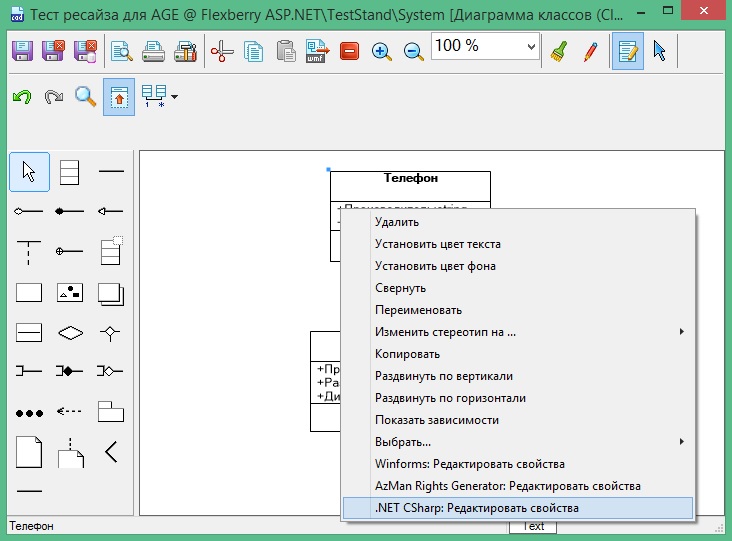 Тест ресайза для AGE @ Flexberry ASP.NET\TestStand\System [Диаграмма классов (Cl...
100 %
Телефон
Удалить
Установить цвет текста
Установить цвет фона
Свернуть
Переименовать
Изменить стереотип на ...
+Пр
Копировать
+Ра
Раздвинуть по вертикали
+Ди
Раздвинуть по горизонтали
Показать зависимости
Выбрать...
Winforms: Редактировать свойства
AzMan Rights Generator: Редактировать свойства
.NET CSharp: Редактировать свойства
Телефон
Text